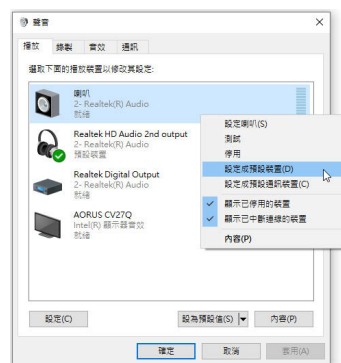 聲音
播放 錄製 音效 通訊
選取下面的播放裝置以修改其設定:
喇叭
2- Realtek(R) Audio
就緒
Realtek HD Audio 2nd output
2- Realtek(R) Audio
預設裝置
Realtek Digital Output
2- Realtek(R) Audio
就緒
AORUS CV27Q
Intel(R) 顯示器音效
就緒
設定喇叭(S)
測試
停用
設定成預設裝置(D)
設定成預設通訊裝置(C)
顯示已停用的裝置
顯示已中斷連線的裝置
內容(P)
設定(C) 設為預設值(S) 內容(P)
確定 取消 套用(A)